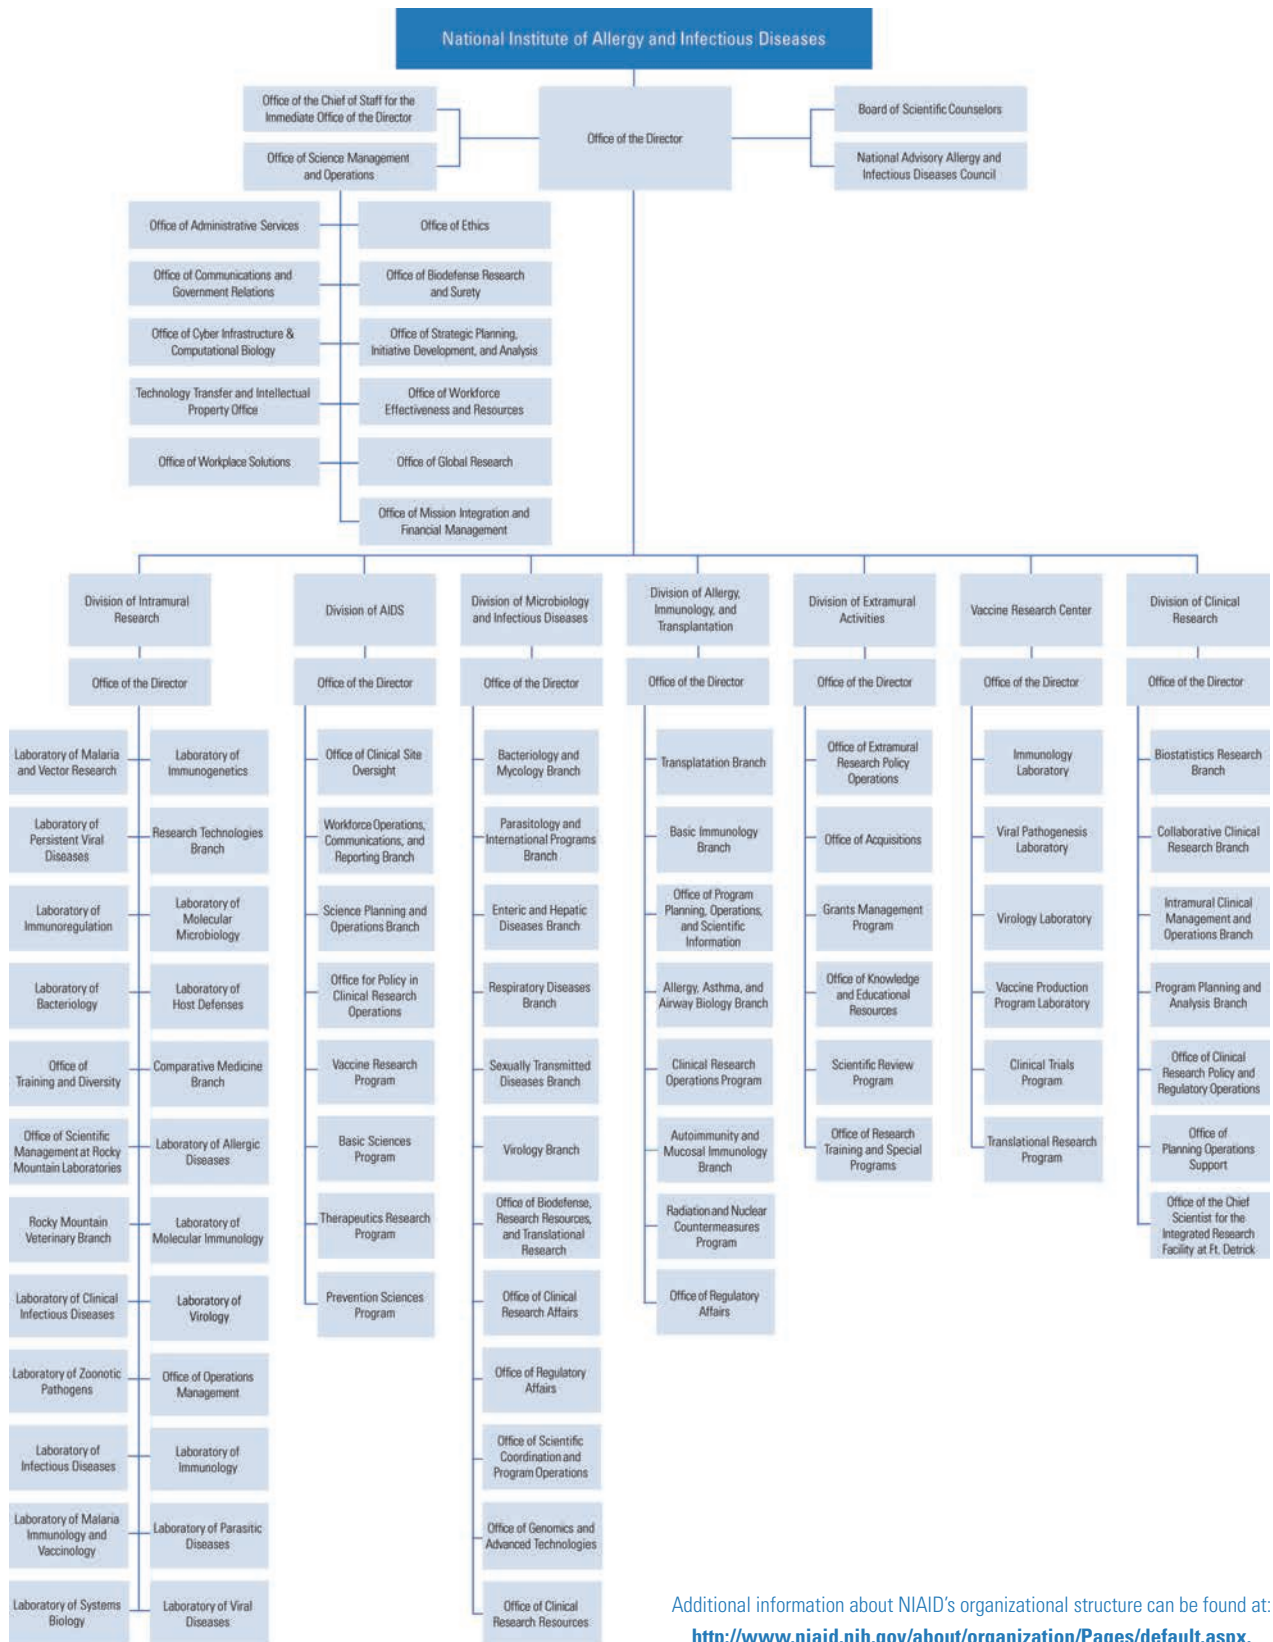 National Institute of Allergy and Infectious Diseases
Office of the Chief of Staff for the
Immediate Office of the Director
Office of the Director
Board of Scientific Counselors
Office of Science Management
and Operations
National Advisory Allergy and
Infectious Diseases Council
Office of Administrative Services
Office of Ethics
Office of Communications and
Government Relations
Office of Biodefense Research
and Surety
Office of Cyber Infrastructure &
Computational Biology
Office of Strategic Planning,
Initiative Development, and Analysis
Technology Transfer and Intellectual
Property Office
Office of Workforce
Effectiveness and Resources
Office of Workplace Solutions
Office of Global Research
Office of Mission Integration and
Financial Management
Division of Intramural
Research
Office of the Director
Laboratory of Malaria
and Vector Research
Laboratory of
Immunogenetics
Laboratory of
Persistent Viral
Diseases
Research Technologies
Branch
Laboratory of
Immunoregulation
Laboratory of
Molecular
Microbiology
Laboratory of
Bacteriology
Laboratory of
Host Defenses
Office of
Training and Diversity
Comparative Medicine
Branch
Office of Scientific
Management at Rocky
Mountain Laboratories
Laboratory of Allergic
Diseases
Rocky Mountain
Veterinary Branch
Laboratory of
Molecular Immunology
Laboratory of Clinical
Infectious Diseases
Laboratory of
Virology
Laboratory of Zoonotic
Pathogens
Office of Operations
Management
Laboratory of
Infectious Diseases
Laboratory of
Immunology
Laboratory of Malaria
Immunology and
Vaccinology
Laboratory of Parasitic
Diseases
Laboratory of Systems
Biology
Laboratory of Viral
Diseases
Division of AIDS
Office of the Director
Office of Clinical Site
Oversight
Workforce Operations,
Communications, and
Reporting Branch
Science Planning and
Operations Branch
Office for Policy in
Clinical Research
Operations
Vaccine Research
Program
Basic Sciences
Program
Therapeutics Research
Program
Prevention Sciences
Program
Division of Microbiology
and Infectious Diseases
Office of the Director
Bacteriology and
Mycology Branch
Parasitology and
International Programs
Branch
Enteric and Hepatic
Diseases Branch
Respiratory Diseases
Branch
Sexually Transmitted
Diseases Branch
Virology Branch
Office of Biodefense,
Research Resources,
and Translational
Research
Office of Clinical
Research Affairs
Office of Regulatory
Affairs
Office of Scientific
Coordination and
Program Operations
Office of Genomics and
Advanced Technologies
Office of Clinical
Research Resources
Division of Allergy,
Immunology, and
Transplantation
Office of the Director
Transplatation Branch
Basic Immunology
Branch
Office of Program
Planning, Operations,
and Scientific
Information
Allergy, Asthma, and
Airway Biology Branch
Clinical Research
Operations Program
Autoimmunity and
Mucosal Immunology
Branch
Radiation and Nuclear
Countermeasures
Program
Office of Regulatory
Affairs
Division of Extramural
Activities
Office of the Director
Office of Extramural
Research Policy
Operations
Office of Acquisitions
Grants Management
Program
Office of Knowledge
and Educational
Resources
Scientific Review
Program
Office of Research
Training and Special
Programs
Vaccine Research Center
Office of the Director
Immunology
Laboratory
Viral Pathogenesis
Laboratory
Virology Laboratory
Vaccine Production
Program Laboratory
Clinical Trials
Program
Translational Research
Program
Division of Clinical
Research
Office of the Director
Biostatistics Research
Branch
Collaborative Clinical
Research Branch
Intramural Clinical
Management and
Operations Branch
Program Planning and
Analysis Branch
Office of Clinical
Research Policy and
Regulatory Operations
Office of
Planning Operations
Support
Office of the Chief
Scientist for the
Integrated Research
Facility at Ft. Detrick
Additional information about NIAID's organizational structure can be found at:
http://www.niaid.nih.gov/about/organization/Pages/default.aspx.